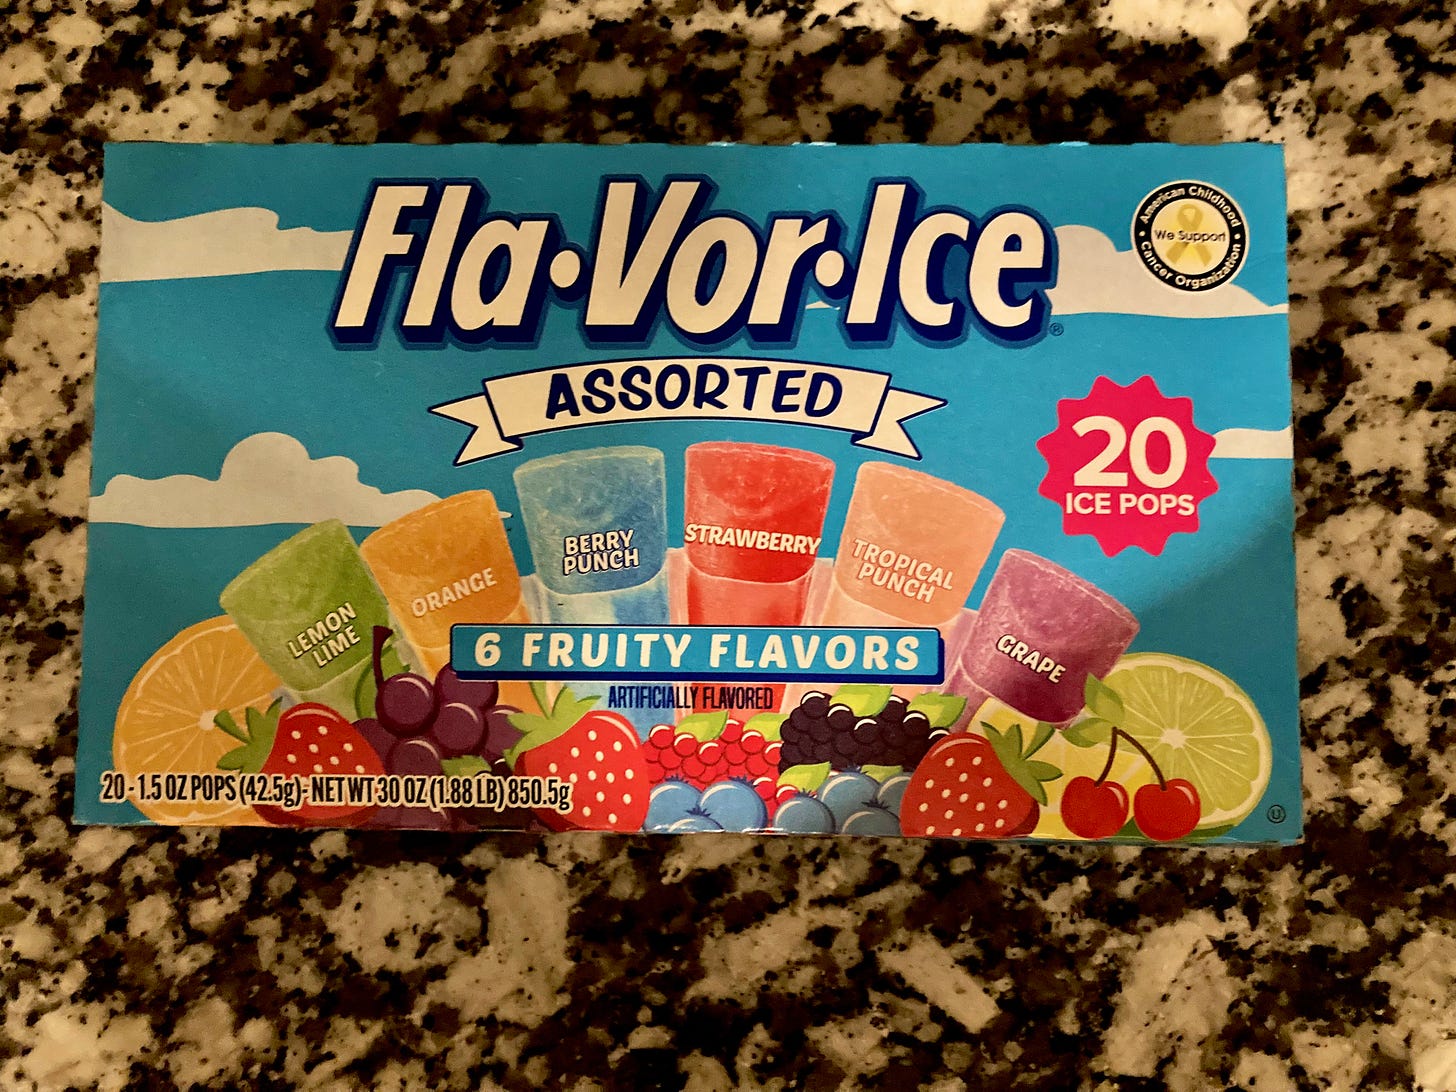 Fla·Vor·Ice®
American Childhood
We Support
Cancer Organization
ASSORTED
20
ICE POPS
LEMON
LIME
ORANGE
BERRY
PUNCH
STRAWBERRY
TROPICAL
PUNCH
GRAPE
6 FRUITY FLAVORS
ARTIFICIALLY FLAVORED
20 - 1.5 OZ POPS (42.5g) - NET WT 30 OZ (1.88 LB) 850.5g
U